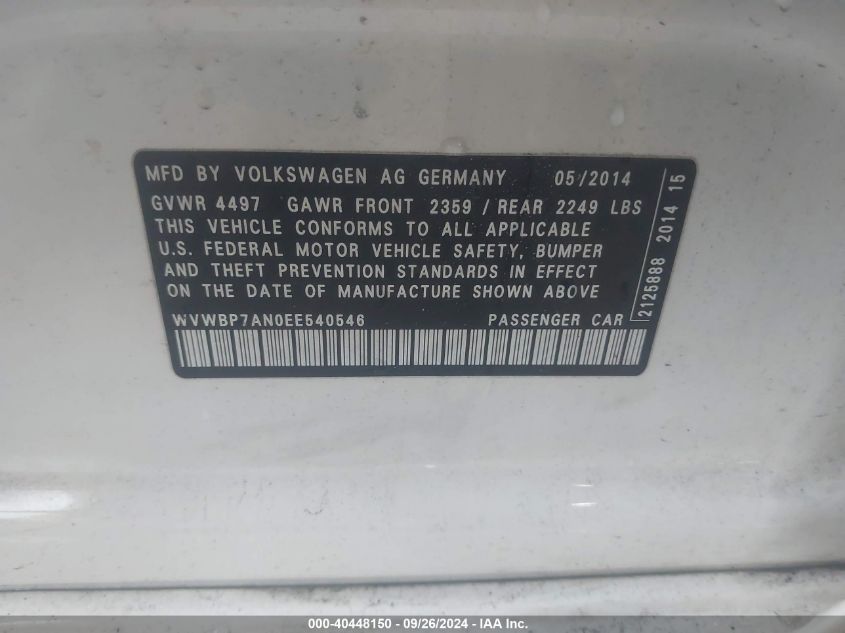 MFD BY VOLKSWAGEN AG GERMANY 05/2014
GVWR 4497 GAWR FRONT 2359 / REAR 2249 LBS
THIS VEHICLE CONFORMS TO ALL APPLICABLE
U.S. FEDERAL MOTOR VEHICLE SAFETY, BUMPER
AND THEFT PREVENTION STANDARDS IN EFFECT
ON THE DATE OF MANUFACTURE SHOWN ABOVE
WVWBP7AN0EE540546 PASSENGER CAR
2125888 2014 15
000-40448150 - 09/26/2024 - IAA Inc.